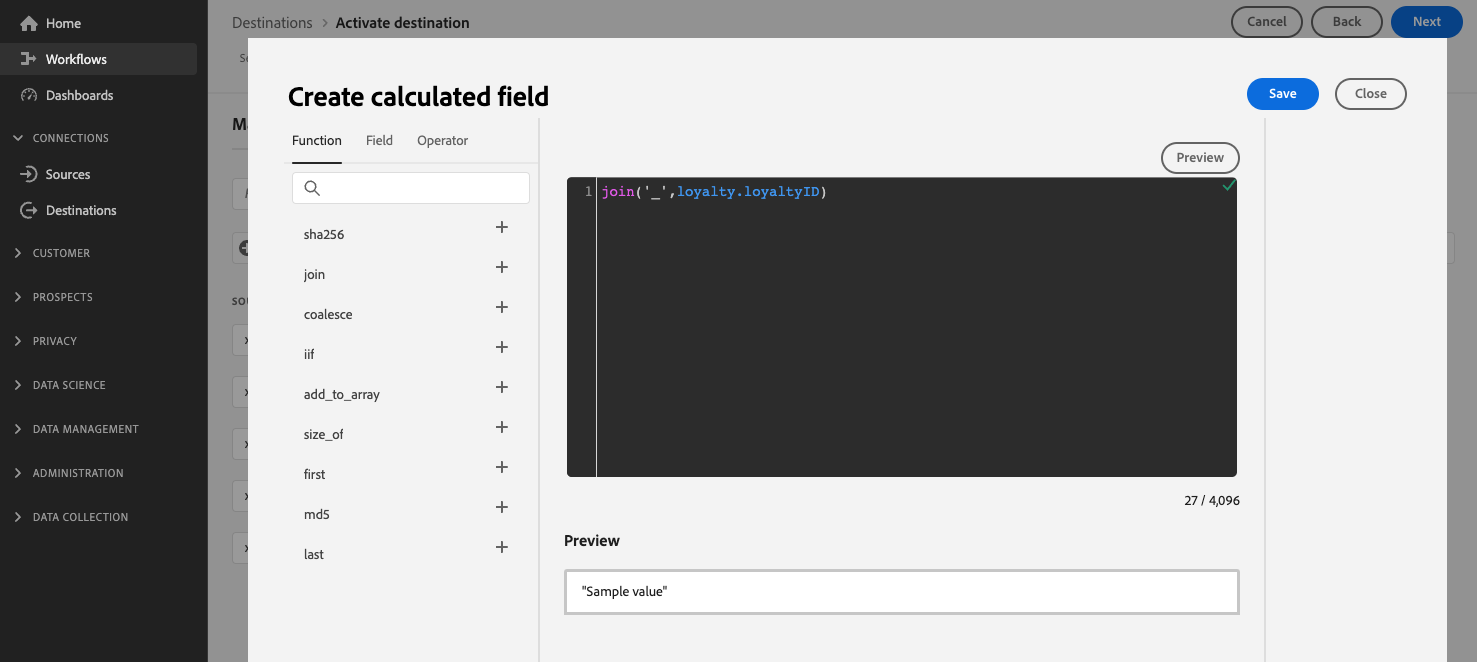 Home
Workflows
Dashboards
CONNECTIONS
Sources
Destinations
CUSTOMER
PROSPECTS
PRIVACY
DATA SCIENCE
DATA MANAGEMENT
ADMINISTRATION
DATA COLLECTION
Destinations > Activate destination
Cancel
Back
Next
Create calculated field
Save
Close
Function Field Operator
sha256
join
coalesce
iif
add_to_array
size_of
first
md5
last
Preview
1 join('_',loyalty.loyaltyID)
27 / 4,096
Preview
"Sample value"